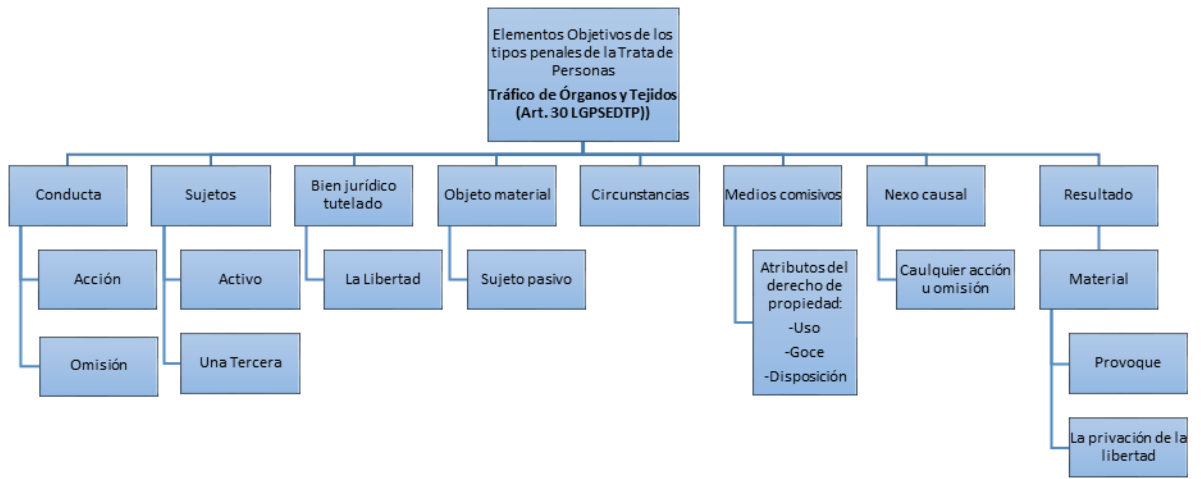 Elementos Objetivos de los
tipos penales de la Trata de
Personas
Tráfico de Órganos y Tejidos
(Art. 30 LGPSEDTP))
Conducta
Acción
Omisión
Sujetos
Activo
Una Tercera
Bien jurídico
tutelado
La Libertad
Objeto material
Sujeto pasivo
Circunstancias
Medios comisivos
Atributos del
derecho de
propiedad:
-Uso
-Goce
-Disposición
Nexo causal
Caulquier acción
u omisión
Resultado
Material
Provoque
La privación de la
libertad